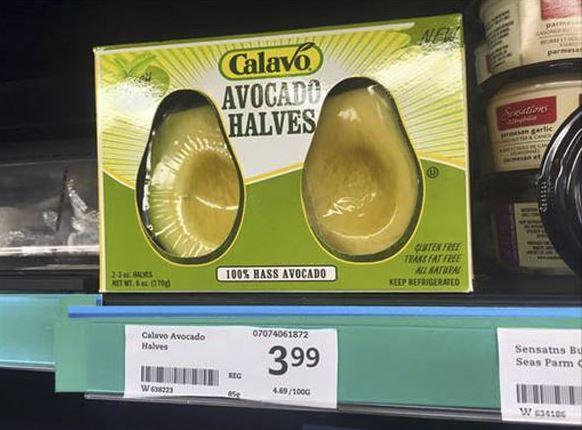 NEW
Calavo
AVOCADO
HALVES
GLUTEN FREE
TRANS FAT FREE
ALL NATURAL
KEEP REFRIGERATED
100% HASS AVOCADO
2-3 oz. HALVES
NET WT. 6 oz. (170g)
Calavo Avocado
Halves
07074061872
3.99
REG
W 638223
85g
4.69/100G
parmesan
Sensations
parmesan garlic
Sensatns Bu
Seas Parm
W 634186